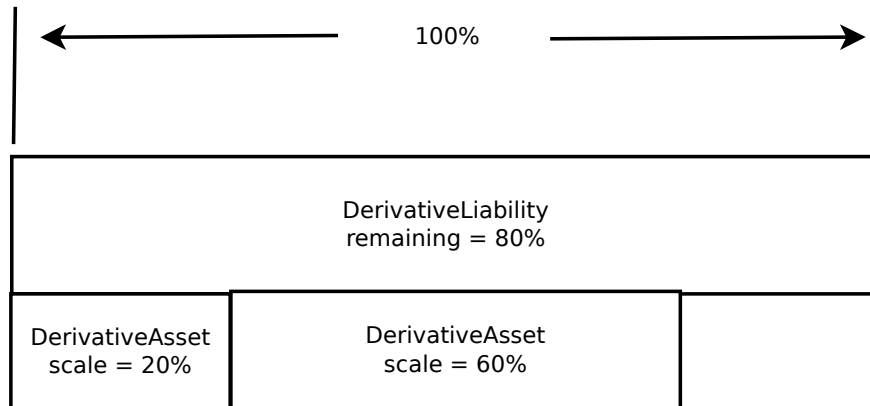 100%
DerivativeLiability
remaining = 80%
DerivativeAsset
scale = 20%
DerivativeAsset
scale = 60%